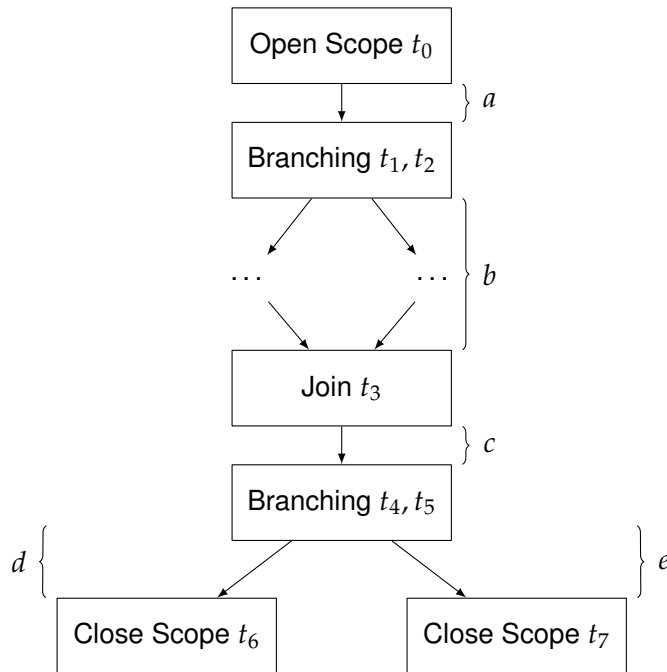 Open Scope t₀
a
Branching t₁, t₂
... ...
b
Join t₃
c
Branching t₄, t₅
d
e
Close Scope t₆
Close Scope t₇